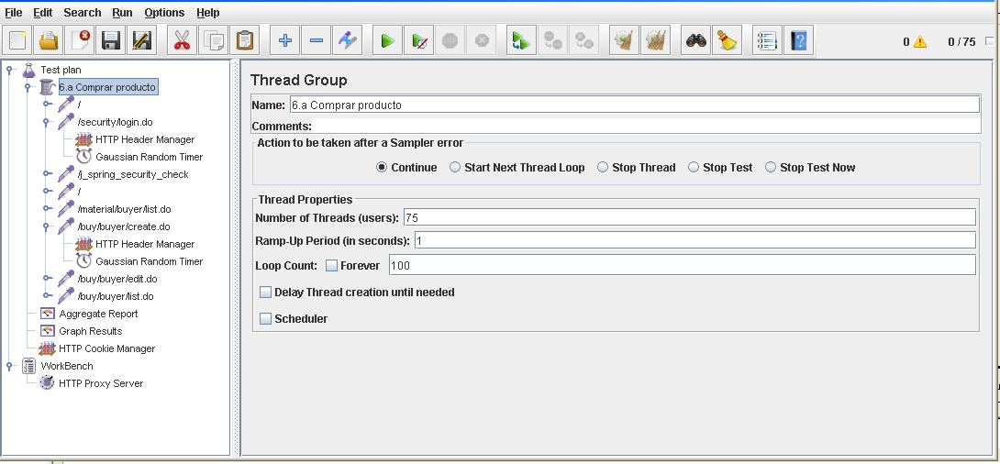 File Edit Search Run Options Help
0 0 / 75
Test plan
6.a Comprar producto
/
/security/login.do
HTTP Header Manager
Gaussian Random Timer
/j_spring_security_check
/
/material/buyer/list.do
/buy/buyer/create.do
HTTP Header Manager
Gaussian Random Timer
/buy/buyer/edit.do
/buy/buyer/list.do
Aggregate Report
Graph Results
HTTP Cookie Manager
WorkBench
HTTP Proxy Server
Thread Group
Name: 6.a Comprar producto
Comments:
Action to be taken after a Sampler error
Continue Start Next Thread Loop Stop Thread Stop Test Stop Test Now
Thread Properties
Number of Threads (users): 75
Ramp-Up Period (in seconds): 1
Loop Count: Forever 100
Delay Thread creation until needed
Scheduler